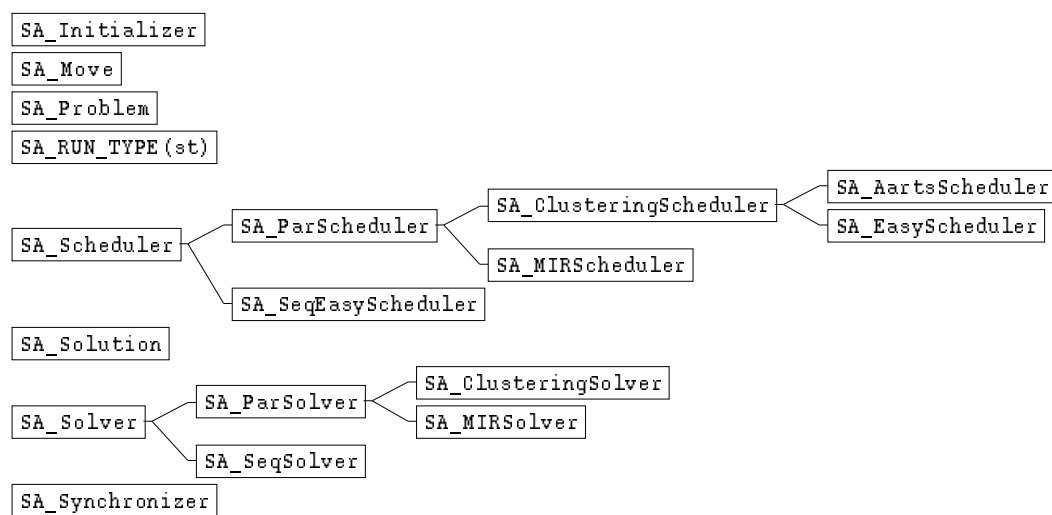 SA_Initializer
SA_Move
SA_Problem
SA_RUN_TYPE(st)
SA_AartsScheduler
SA_ClusteringScheduler
SA_ParScheduler
SA_EasyScheduler
SA_Scheduler
SA_MIRScheduler
SA_SeqEasyScheduler
SA_Solution
SA_ClusteringSolver
SA_ParSolver
SA_Solver
SA_MIRSolver
SA_SeqSolver
SA_Synchronizer